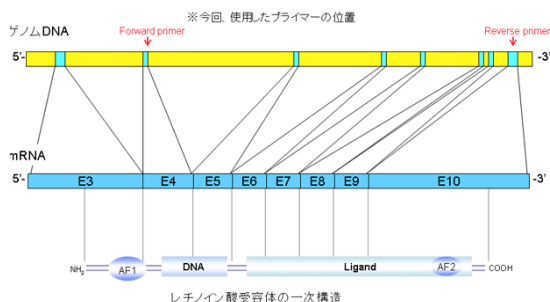 ※今回、使用したプライマーの位置
ゲノムDNA
Forward primer
Reverse primer
5'-
-3'
mRNA
5'-
E3
E4
E5
E6
E7
E8
E9
E10
-3'
NH2
AF1
DNA
Ligand
AF2
COOH
レチノイン酸受容体の一次構造